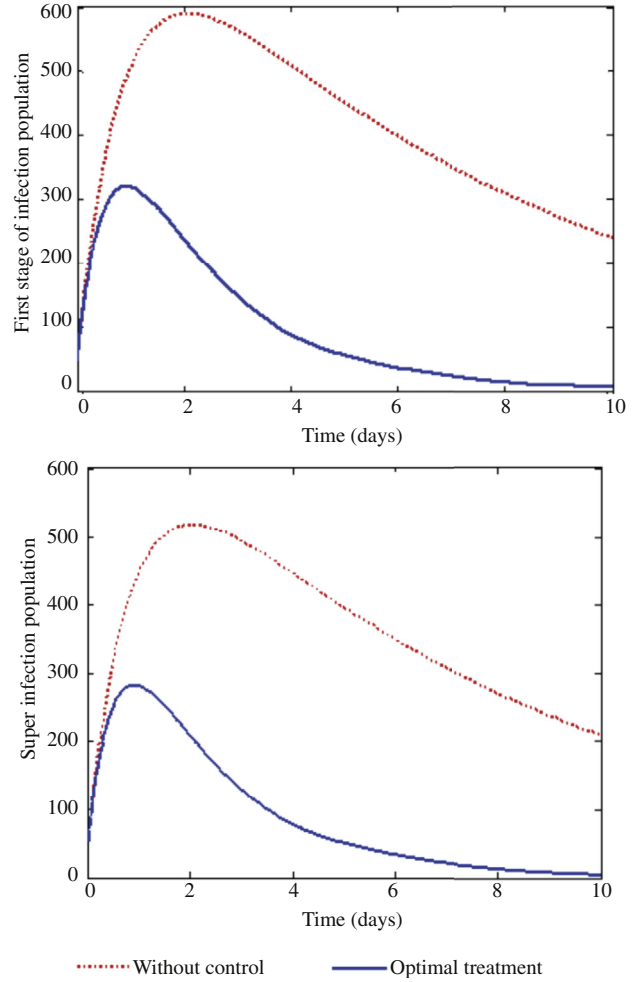 600
500
400
300
200
100
0
First stage of infection population
0 2 4 6 8 10
Time (days)
600
500
400
300
200
100
0
Super infection population
0 2 4 6 8 10
Time (days)
Without control Optimal treatment